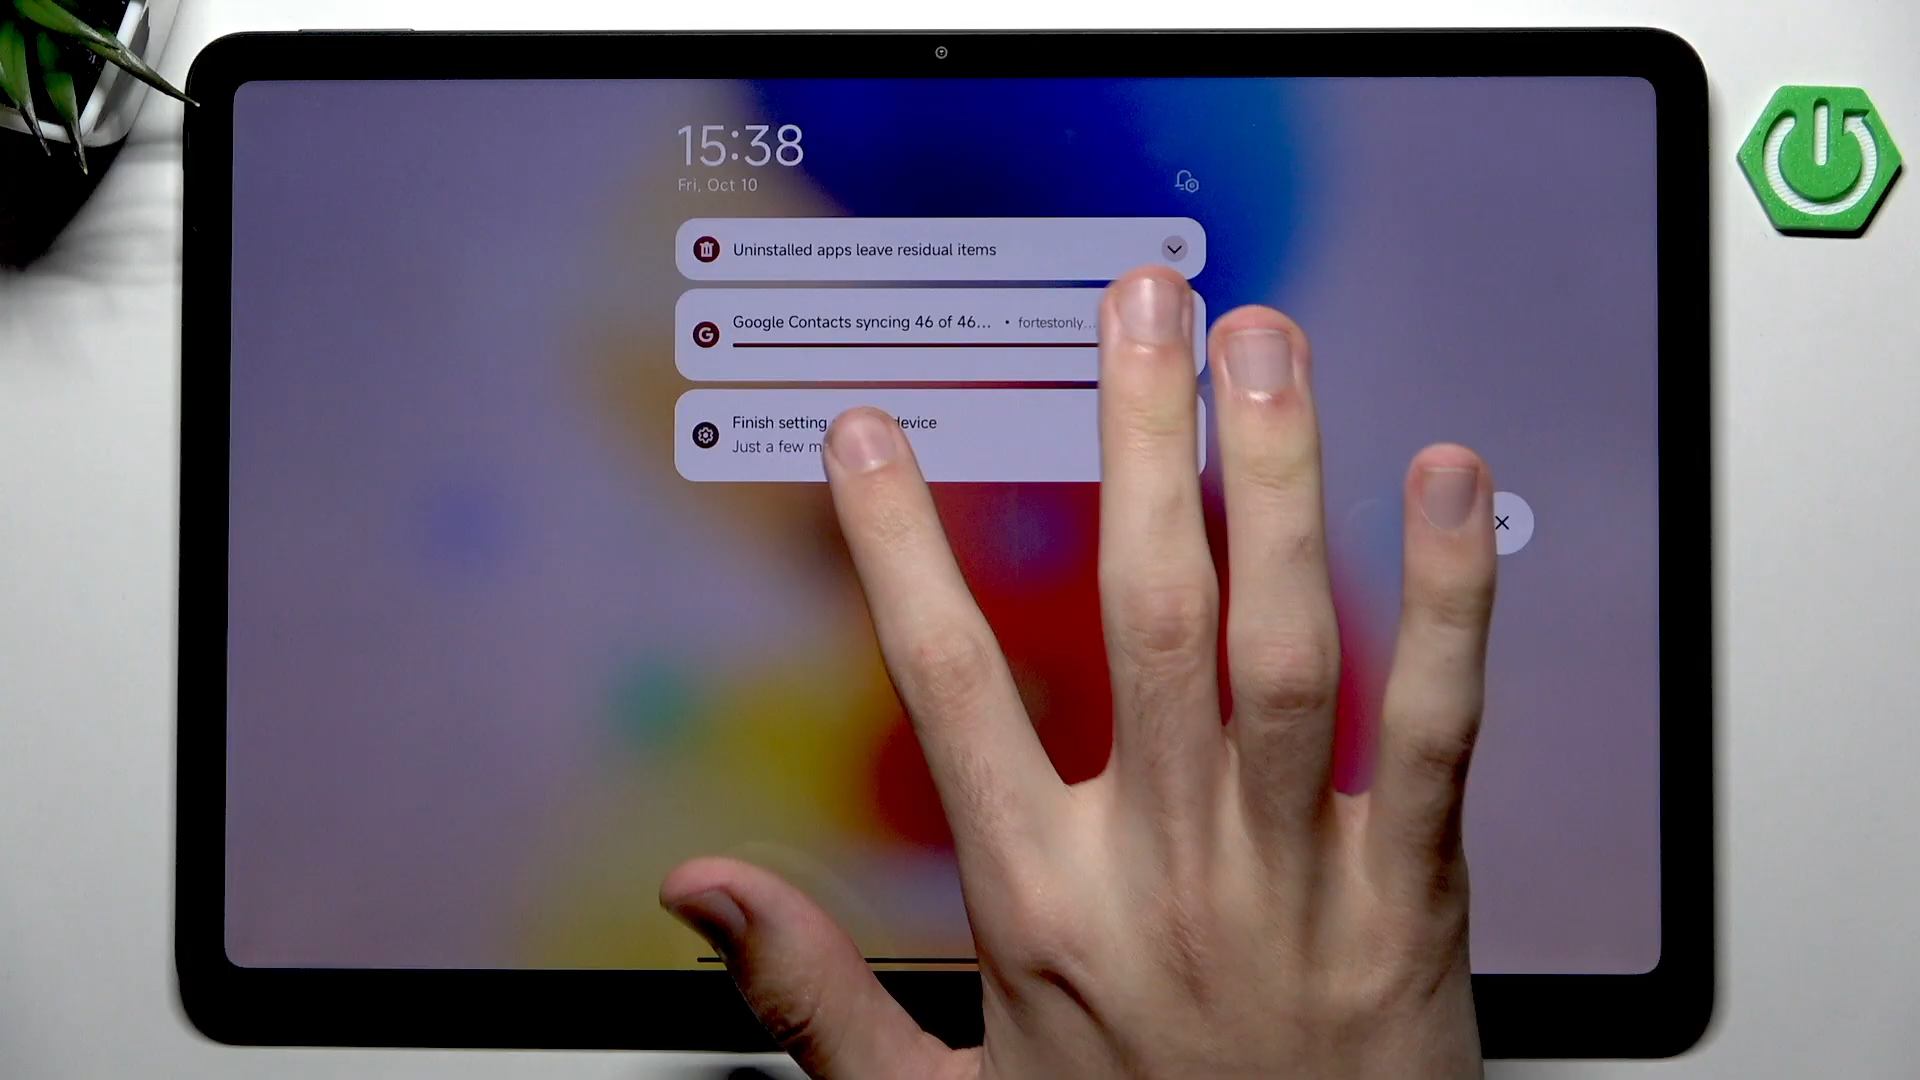 15:38
Fri, Oct 10
Uninstalled apps leave residual items
Google Contacts syncing 46 of 46... • fortestonly...
G
Finish setting device
Just a few